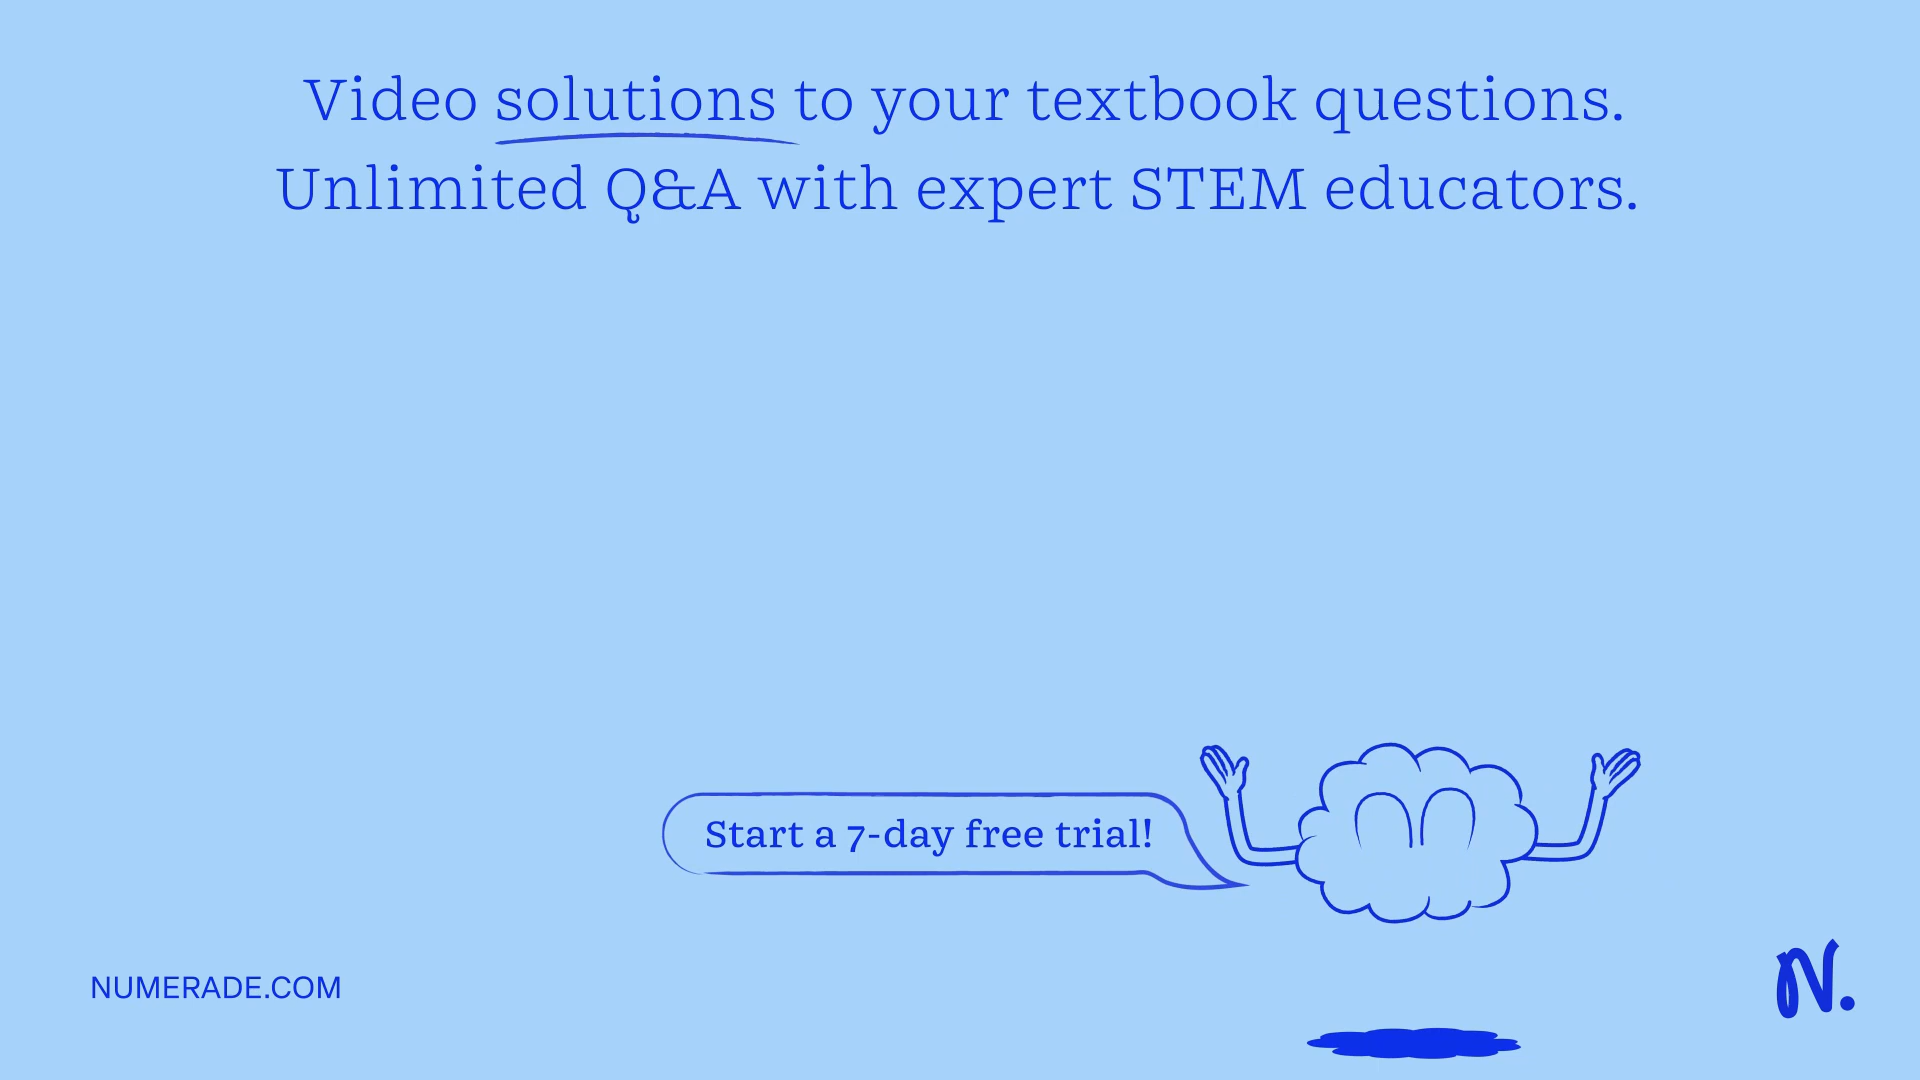 Video solutions to your textbook questions.
Unlimited Q&A with expert STEM educators.
Start a 7-day free trial!
NUMERADE.COM
N.